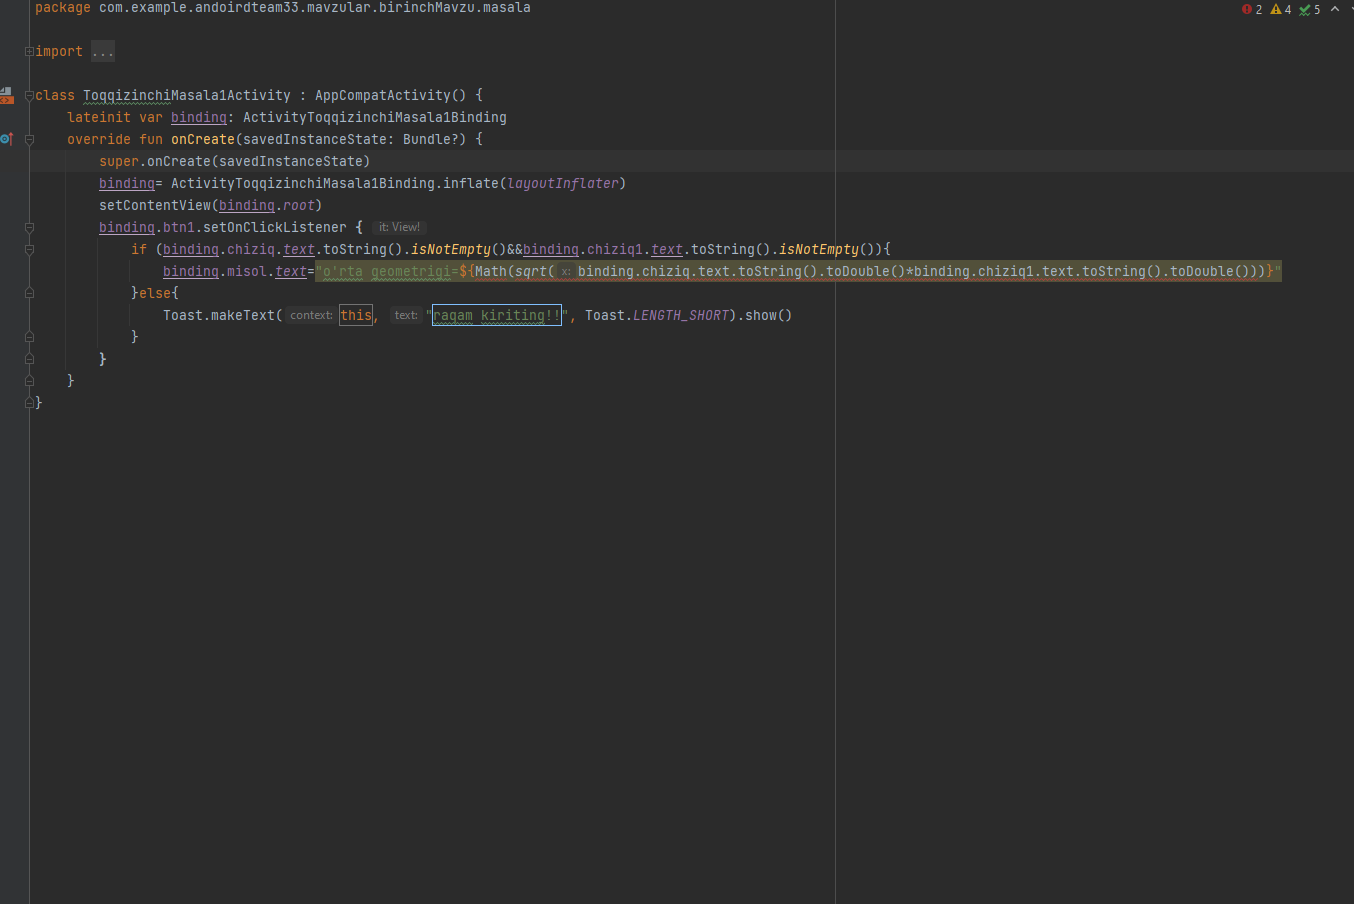 package com.example.andoirdteam33.mavzular.birinchMavzu.masala
2 4 5
import ...
class ToqqizinchiMasala1Activity : AppCompatActivity() {
lateinit var binding: ActivityToqqizinchiMasala1Binding
override fun onCreate(savedInstanceState: Bundle?) {
super.onCreate(savedInstanceState)
binding= ActivityToqqizinchiMasala1Binding.inflate(layoutInflater)
setContentView(binding.root)
binding.btn1.setOnClickListener { it: View!
if (binding.chiziq.text.toString().isNotEmpty()&&binding.chiziq1.text.toString().isNotEmpty()){
binding.misol.text="o'rta geometrigi=${Math(sqrt( x: binding.chiziq.text.toString().toDouble()*binding.chiziq1.text.toString().toDouble()))}"
}else{
Toast.makeText( context: this, text: "raqam kiriting!!", Toast.LENGTH_SHORT).show()
}
}
}
}